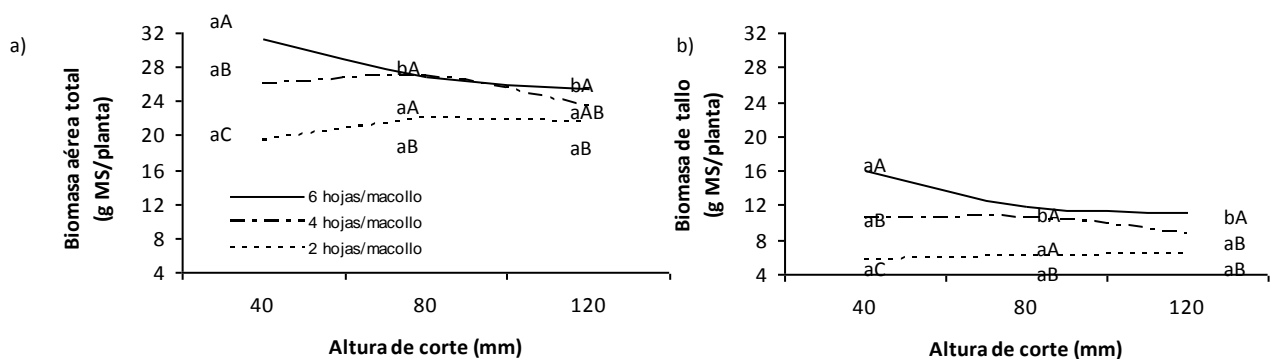 a)
Biomasa aérea total
(g MS/planta)
32
28
24
20
16
12
8
4
aA
aB
aC
bA
aA
aB
bA
aAB
aB
6 hojas/macollo
4 hojas/macollo
2 hojas/macollo
40
80
120
Altura de corte (mm)
b)
Biomasa de tallo
(g MS/planta)
32
28
24
20
16
12
8
4
aA
aB
aC
bA
aA
aB
bA
aB
aB
40
80
120
Altura de corte (mm)